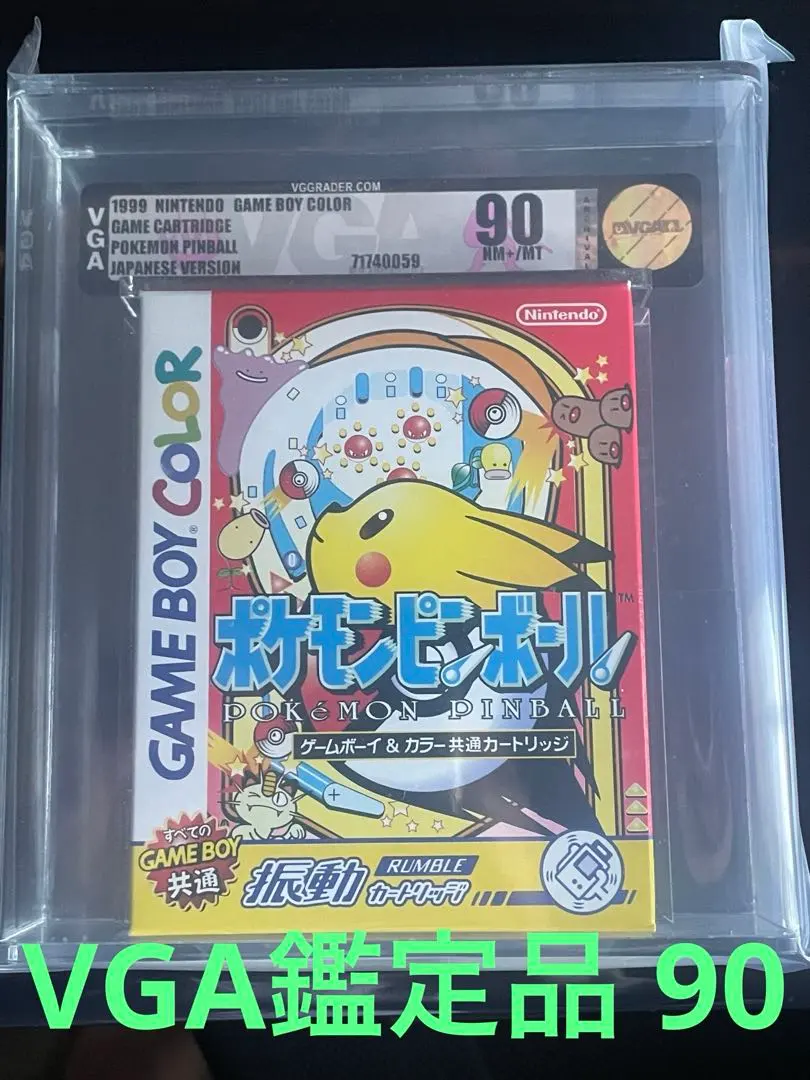 VGGRADER.COM
VGA
1999 NINTENDO GAME BOY COLOR
GAME CARTRIDGE
POKEMON PINBALL
JAPANESE VERSION
71740059
90
NM+/MT
ARCHIVAL
Nintendo
GAME BOY COLOR
ポケモンピンボール
TM
POKéMON PINBALL
ゲームボーイ & カラー共通カートリッジ
すべての
GAME BOY
共通
振動 RUMBLE
カートリッジ
VGA鑑定品 90